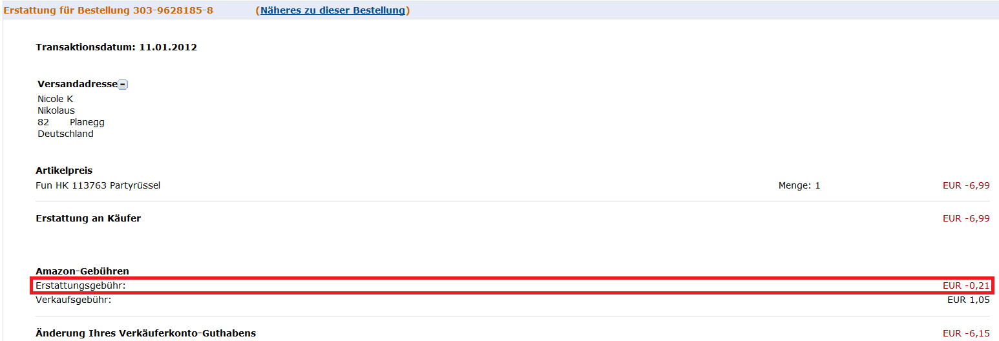 Erstattung für Bestellung 303-9628185-8 (Näheres zu dieser Bestellung)
Transaktionsdatum: 11.01.2012
Versandadresse
Nicole K
Nikolaus
82 Planegg
Deutschland
Artikelpreis
Fun HK 113763 Partyrüssel Menge: 1 EUR -6,99
Erstattung an Käufer EUR -6,99
Amazon-Gebühren
Erstattungsgebühr: EUR -0,21
Verkaufsgebühr: EUR 1,05
Änderung Ihres Verkäuferkonto-Guthabens EUR -6,15